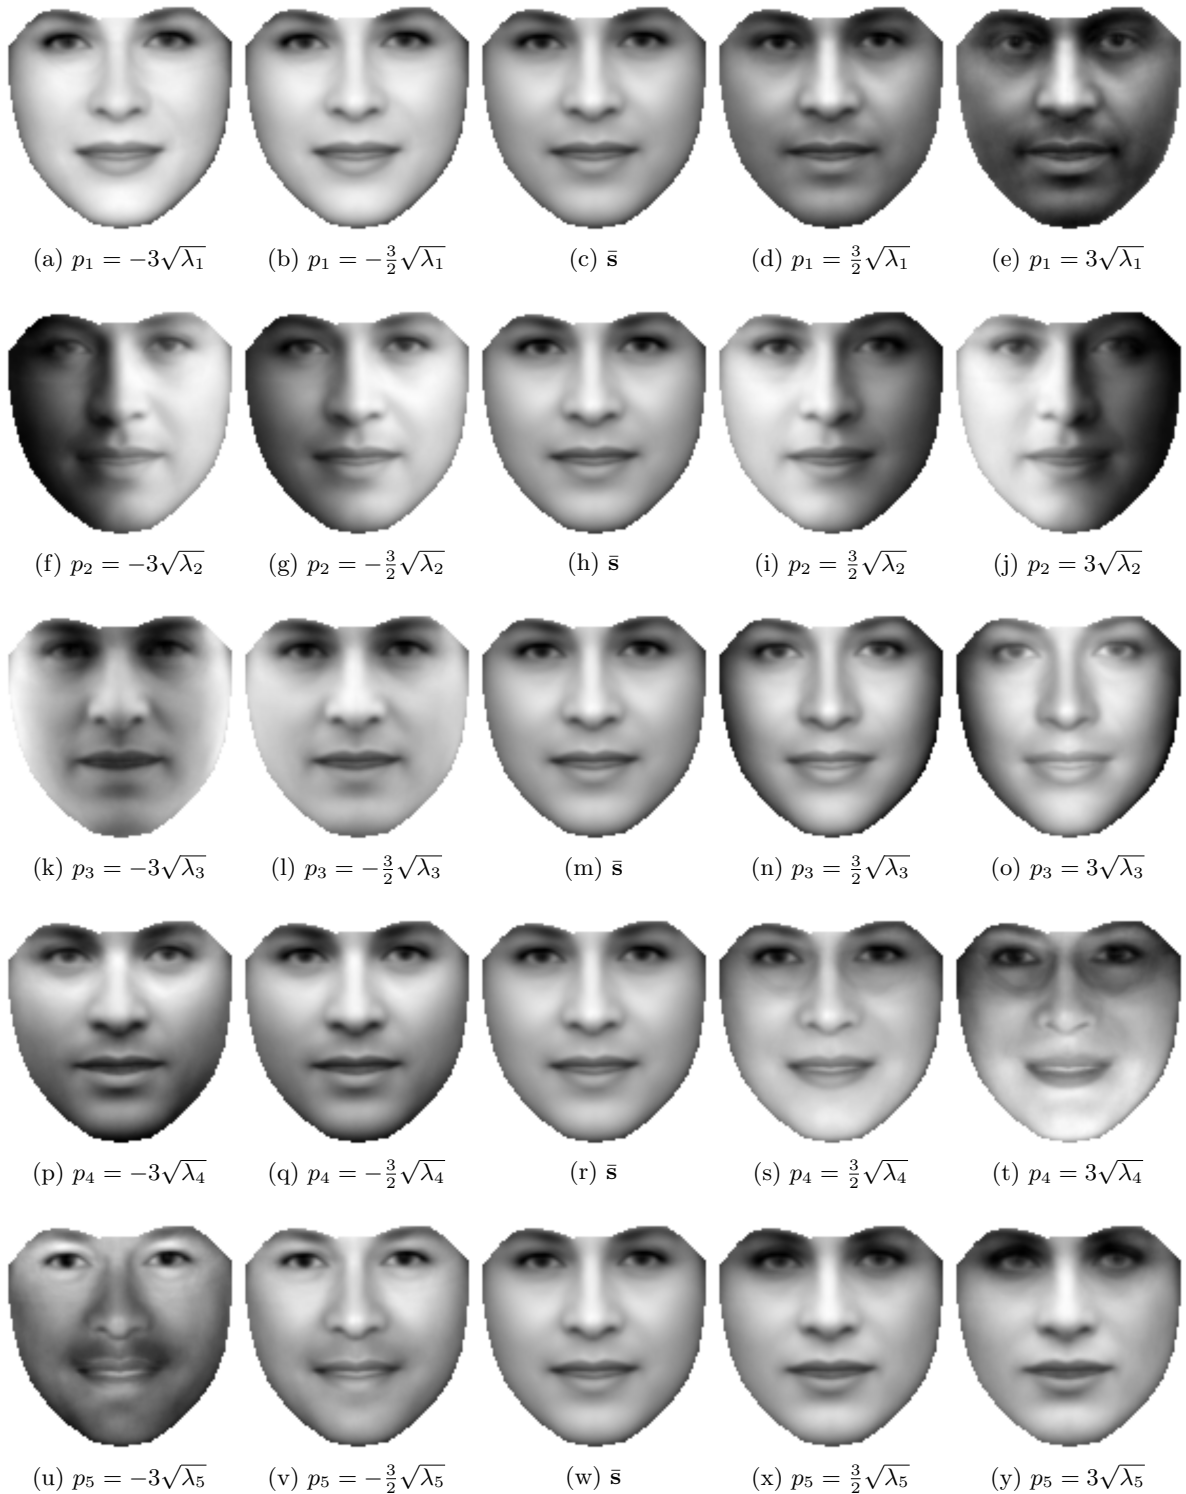 (a) p₁ = −3√λ₁ (b) p₁ = −3/2√λ₁ (c) s̄ (d) p₁ = 3/2√λ₁ (e) p₁ = 3√λ₁
(f) p₂ = −3√λ₂ (g) p₂ = −3/2√λ₂ (h) s̄ (i) p₂ = 3/2√λ₂ (j) p₂ = 3√λ₂
(k) p₃ = −3√λ₃ (l) p₃ = −3/2√λ₃ (m) s̄ (n) p₃ = 3/2√λ₃ (o) p₃ = 3√λ₃
(p) p₄ = −3√λ₄ (q) p₄ = −3/2√λ₄ (r) s̄ (s) p₄ = 3/2√λ₄ (t) p₄ = 3√λ₄
(u) p₅ = −3√λ₅ (v) p₅ = −3/2√λ₅ (w) s̄ (x) p₅ = 3/2√λ₅ (y) p₅ = 3√λ₅